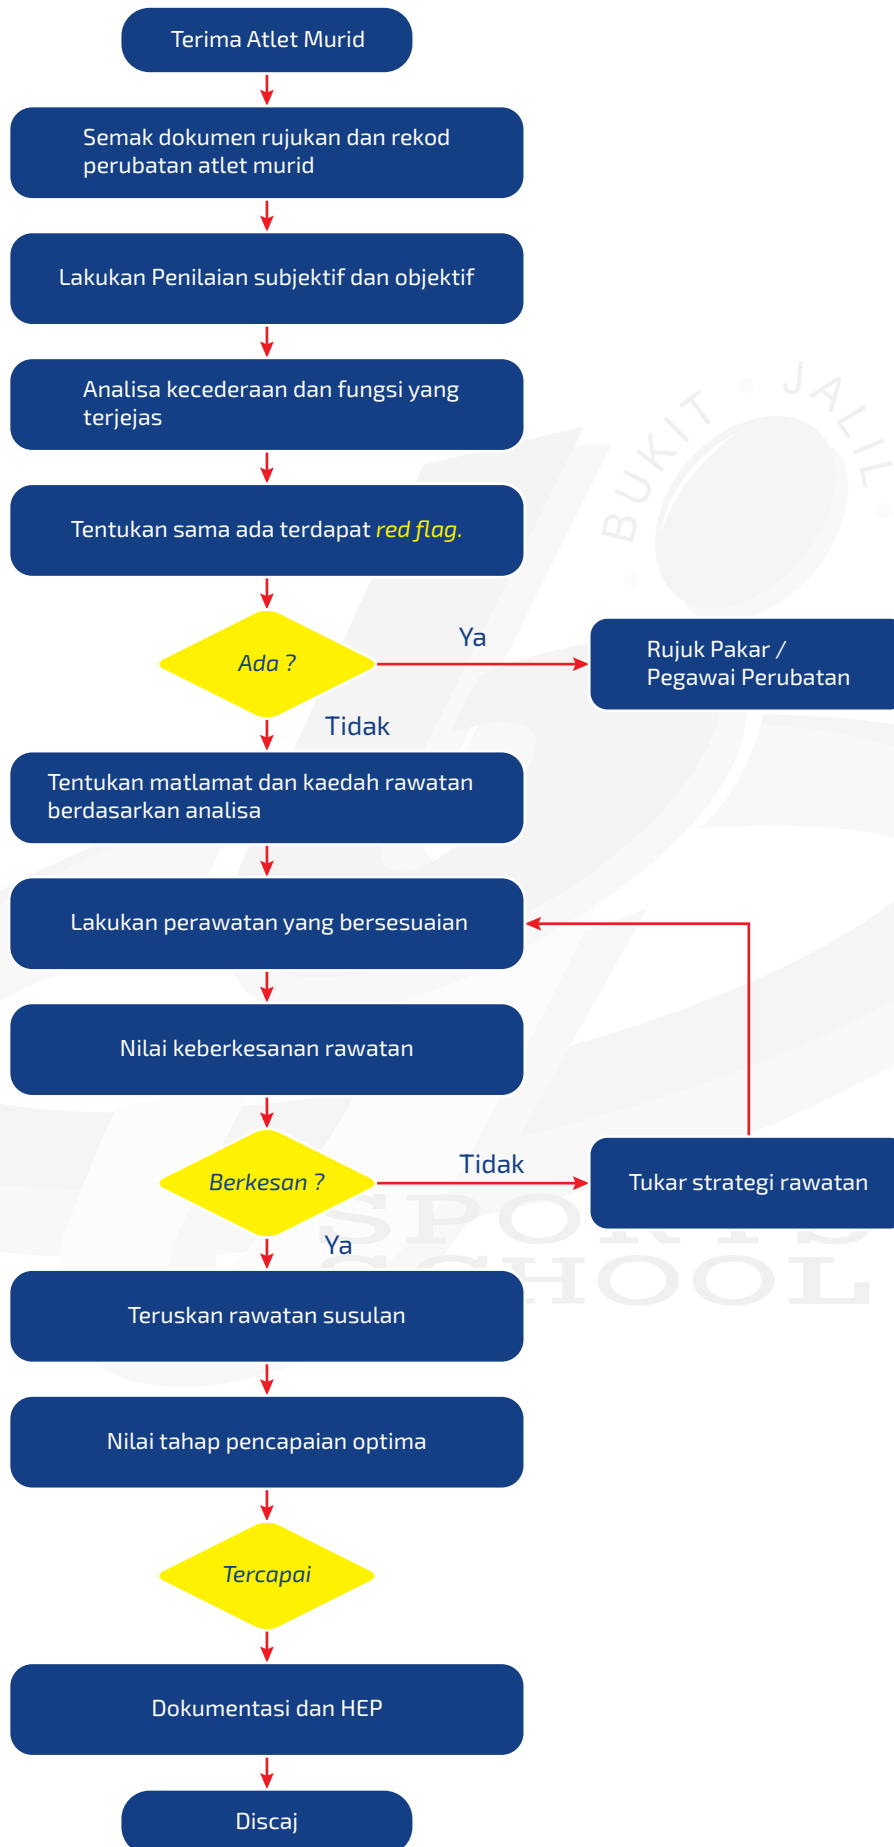 Terima Atlet Murid
Semak dokumen rujukan dan rekod
perubatan atlet murid
Lakukan Penilaian subjektif dan objektif
Analisa kecederaan dan fungsi yang
terjejas
Tentukan sama ada terdapat red flag.
Ada ?
Ya
Rujuk Pakar /
Pegawai Perubatan
Tidak
Tentukan matlamat dan kaedah rawatan
berdasarkan analisa
Lakukan perawatan yang bersesuaian
Nilai keberkesanan rawatan
Berkesan ?
Tidak
Tukar strategi rawatan
Ya
Teruskan rawatan susulan
Nilai tahap pencapaian optima
Tercapai
Dokumentasi dan HEP
Discaj
BUKIT JALIL
SPORTS
SCHOOL